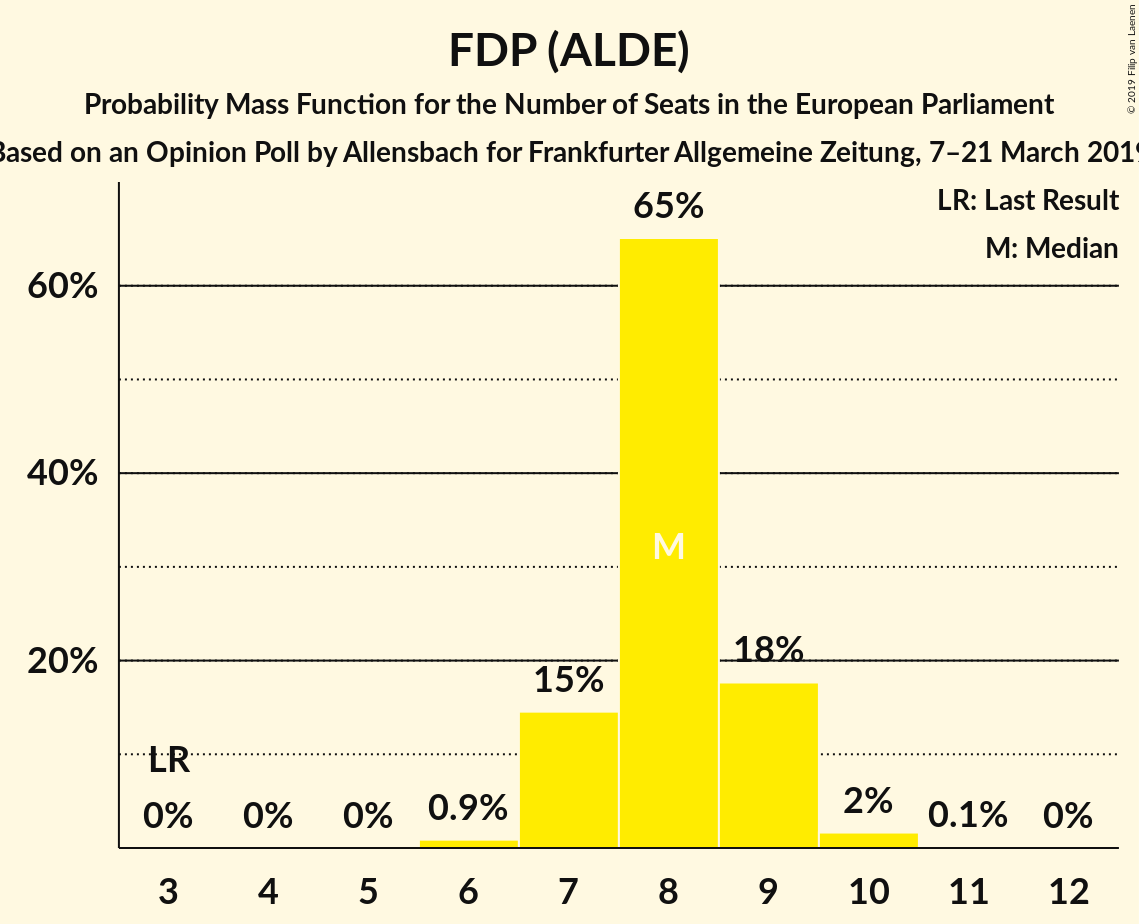 FDP (ALDE)
Probability Mass Function for the Number of Seats in the European Parliament
Based on an Opinion Poll by Allensbach for Frankfurter Allgemeine Zeitung, 7–21 March 2019
© 2019 Filip van Laenen
LR: Last Result
M: Median
65%
60%
40%
M
20%
18%
15%
LR
0% 0% 0% 0.9% 2% 0.1% 0%
3 4 5 6 7 8 9 10 11 12